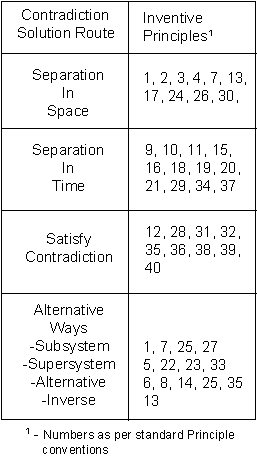 Contradiction Inventive
Solution Route Principles¹
Separation 1, 2, 3, 4, 7, 13,
In 17, 24, 26, 30,
Space
Separation 9, 10, 11, 15,
In 16, 18, 19, 20,
Time 21, 29, 34, 37
Satisfy 12, 28, 31, 32,
Contradiction 35, 36, 38, 39,
40
Alternative
Ways
-Subsystem 1, 7, 25, 27
-Supersystem 5, 22, 23, 33
-Alternative 6, 8, 14, 25, 35
-Inverse 13
¹ - Numbers as per standard Principle
conventions